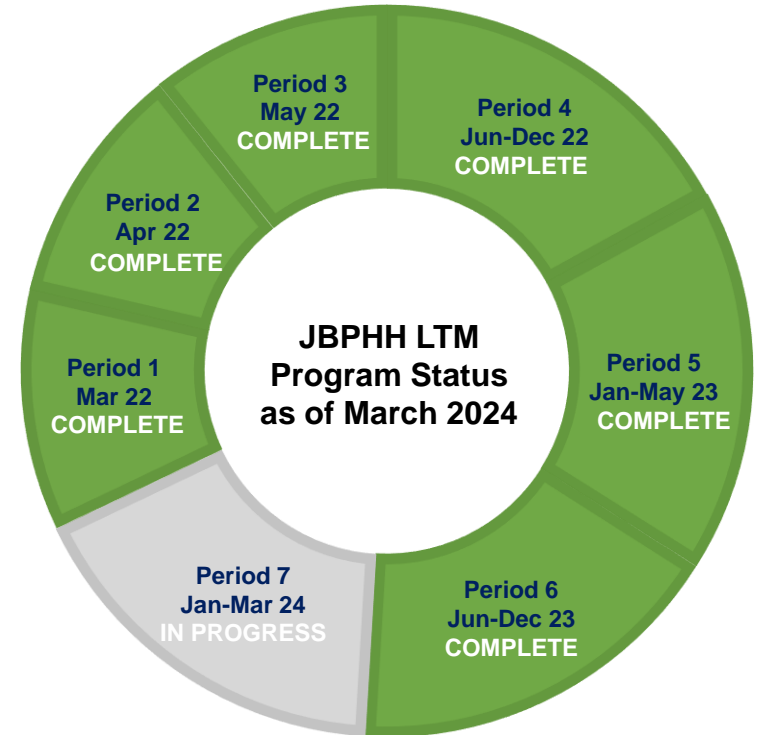 JBPHH LTM
Program Status
as of March 2024
Period 1
Mar 22
COMPLETE
Period 2
Apr 22
COMPLETE
Period 3
May 22
COMPLETE
Period 4
Jun-Dec 22
COMPLETE
Period 5
Jan-May 23
COMPLETE
Period 6
Jun-Dec 23
COMPLETE
Period 7
Jan-Mar 24
IN PROGRESS